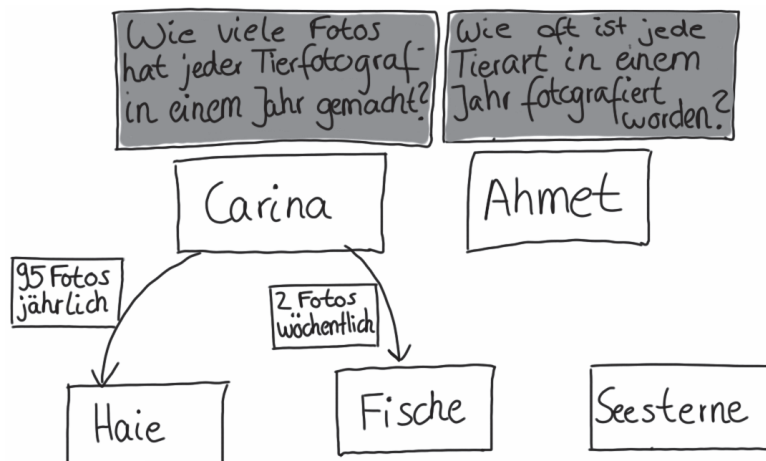 Wie viele Fotos
hat jeder Tierfotograf
in einem Jahr gemacht?
Wie oft ist jede
Tierart in einem
Jahr fotografiert
worden?
Carina
Ahmet
95 Fotos
jährlich
2 Fotos
wöchentlich
Haie
Fische
Seesterne